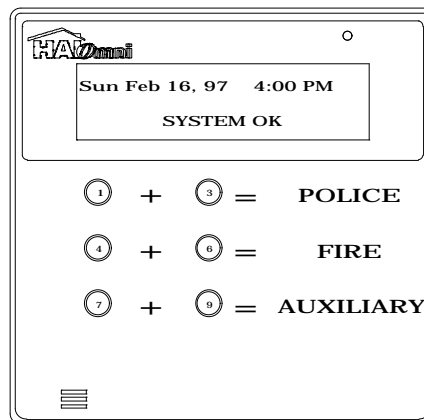 HAI Omni
Sun Feb 16, 97 4:00 PM
SYSTEM OK
1 + 3 = POLICE
4 + 6 = FIRE
7 + 9 = AUXILIARY